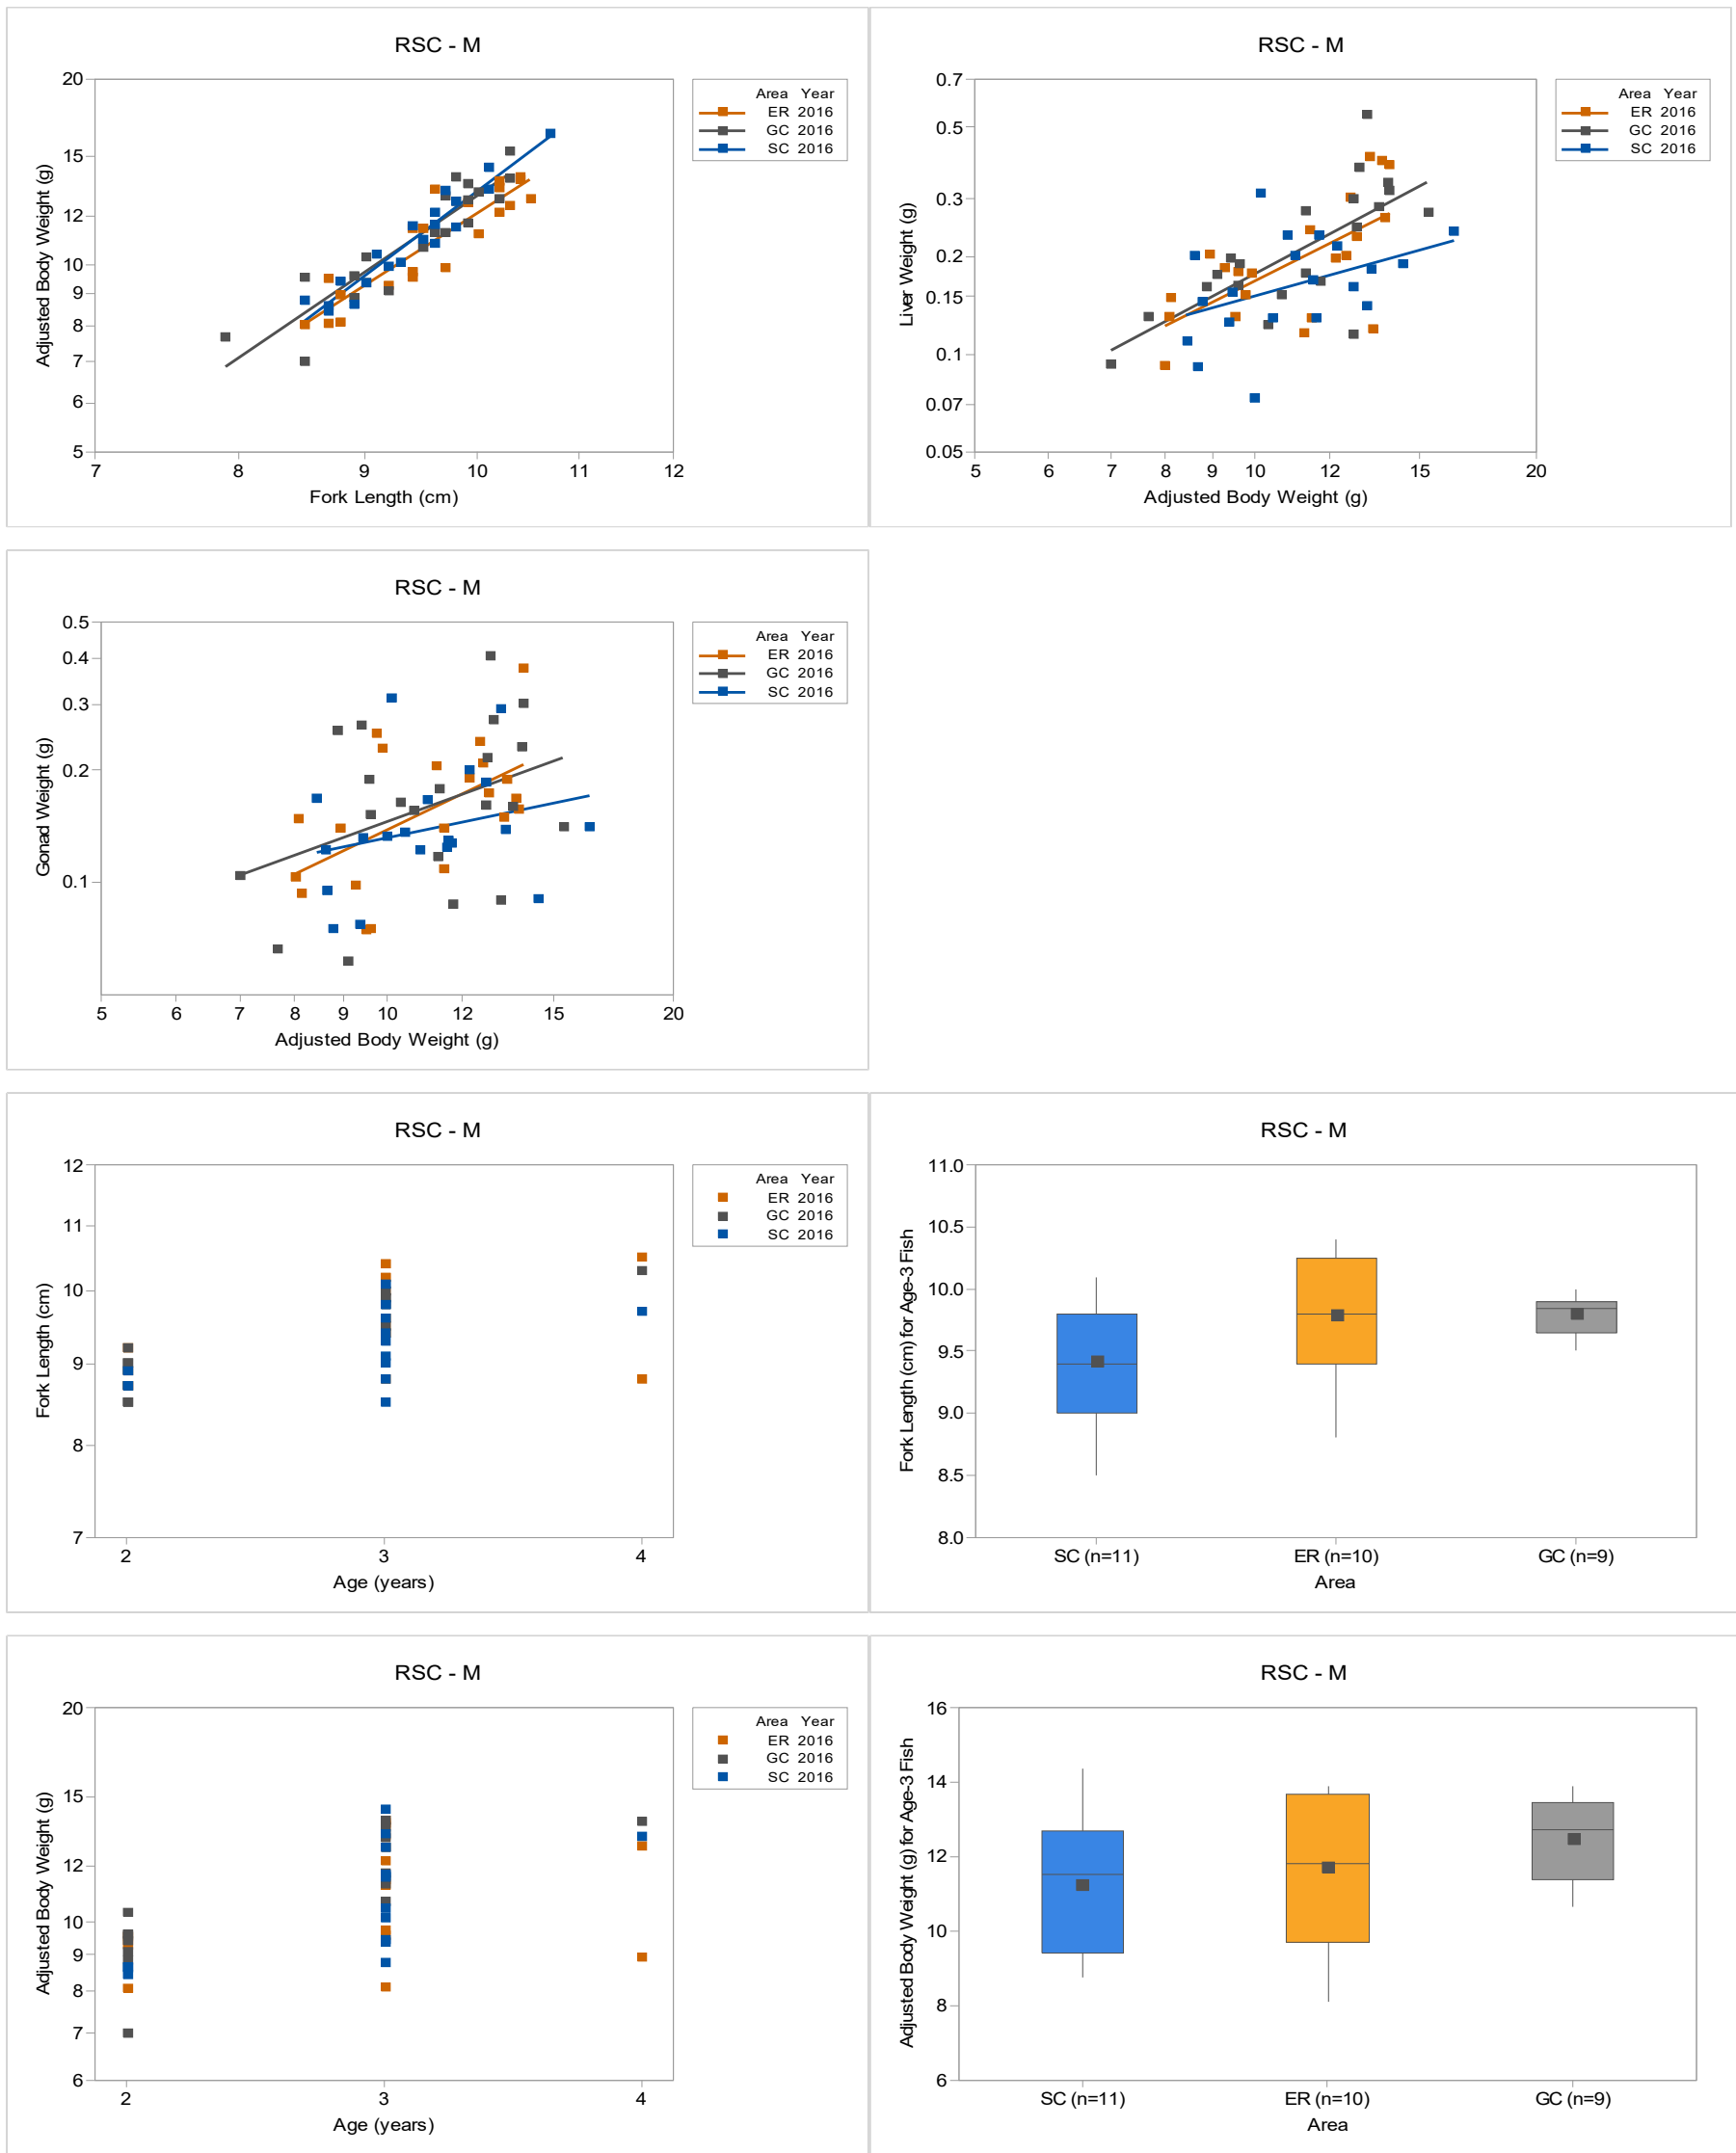 RSC - M
20
15
12
10
9
8
7
6
5
7 8 9 10 11 12
Adjusted Body Weight (g)
Fork Length (cm)
Area Year
ER 2016
GC 2016
SC 2016
RSC - M
0.7
0.5
0.3
0.2
0.15
0.1
0.07
0.05
5 6 7 8 9 10 12 15 20
Liver Weight (g)
Adjusted Body Weight (g)
Area Year
ER 2016
GC 2016
SC 2016
RSC - M
0.5
0.4
0.3
0.2
0.1
5 6 7 8 9 10 12 15 20
Gonad Weight (g)
Adjusted Body Weight (g)
Area Year
ER 2016
GC 2016
SC 2016
RSC - M
12
11
10
9
8
7
2 3 4
Fork Length (cm)
Age (years)
Area Year
ER 2016
GC 2016
SC 2016
RSC - M
11.0
10.5
10.0
9.5
9.0
8.5
8.0
Fork Length (cm) for Age-3 Fish
SC (n=11) ER (n=10) GC (n=9)
Area
RSC - M
20
15
12
10
9
8
7
6
2 3 4
Adjusted Body Weight (g)
Age (years)
Area Year
ER 2016
GC 2016
SC 2016
RSC - M
16
14
12
10
8
6
Adjusted Body Weight (g) for Age-3 Fish
SC (n=11) ER (n=10) GC (n=9)
Area